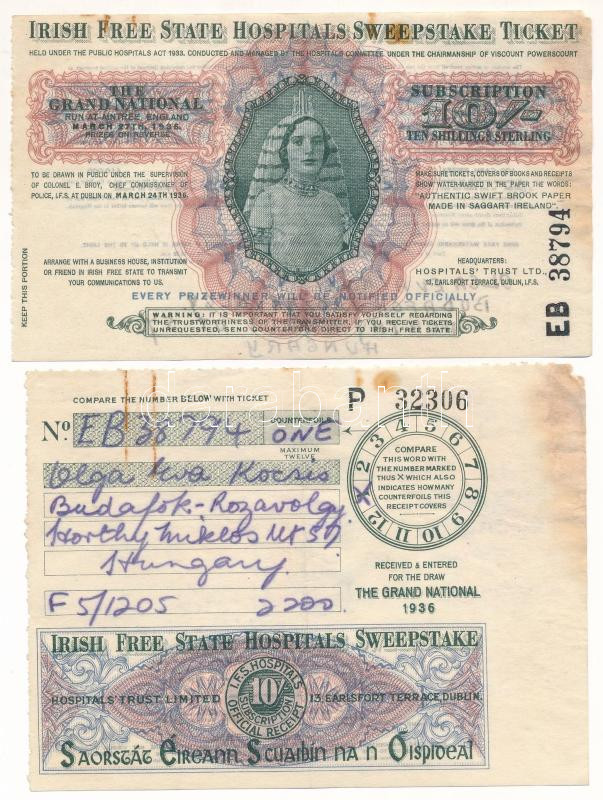 IRISH FREE STATE HOSPITALS SWEEPSTAKE TICKET
HELD UNDER THE PUBLIC HOSPITALS ACT 1933. CONDUCTED AND MANAGED BY THE HOSPITALS COMMITTEE UNDER THE CHAIRMANSHIP OF VISCOUNT POWERSCOURT
THE
GRAND NATIONAL
RUN AT AINTREE, ENGLAND
MARCH 27TH, 1936.
PRIZES ON REVERSE
SUBSCRIPTION
10/-
TEN SHILLINGS STERLING
TO BE DRAWN IN PUBLIC UNDER THE SUPERVISION
OF COLONEL E. BROY, CHIEF COMMISSIONER OF
POLICE, I.F.S. AT DUBLIN ON MARCH 24TH 1936.
MAKE SURE TICKETS, COVERS OF BOOKS AND RECEIPTS
SHOW WATER-MARKED IN THE PAPER THE WORDS:
"AUTHENTIC SWIFT BROOK PAPER
MADE IN SAGGART IRELAND".
KEEP THIS PORTION
ARRANGE WITH A BUSINESS HOUSE, INSTITUTION
OR FRIEND IN IRISH FREE STATE TO TRANSMIT
YOUR COMMUNICATIONS TO US.
HEADQUARTERS:
HOSPITALS' TRUST LTD.,
13, EARLSFORT TERRACE, DUBLIN, I.F.S.
EB 38794
EVERY PRIZEWINNER WILL BE NOTIFIED OFFICIALLY
WARNING: IT IS IMPORTANT THAT YOU SATISFY YOURSELF REGARDING
THE TRUSTWORTHINESS OF THE TRANSMITTER, IF YOU RECEIVE TICKETS
UNREQUESTED, SEND COUNTERFOILS DIRECT TO IRISH FREE STATE.
HUNGARY
darabanth
COMPARE THE NUMBER BELOW WITH TICKET
P 32306
No EB 38794
COUNTERFOILS
ONE
MAXIMUM
TWELVE
Olga Eva Kocsis
Budafok-Rozavolgy
Horthy Miklos Ut 57
Hungary.
F5/1205 2200.
2 3 4 5 6 7 8 9 10 11 12
X
COMPARE
THIS WORD WITH
THE NUMBER MARKED
THUS X WHICH ALSO
INDICATES HOW MANY
COUNTERFOILS THIS
RECEIPT COVERS
RECEIVED & ENTERED
FOR THE DRAW
THE GRAND NATIONAL
1936
IRISH FREE STATE HOSPITALS SWEEPSTAKE
HOSPITALS' TRUST LIMITED
13, EARLSFORT TERRACE, DUBLIN.
I.F.S. HOSPITALS
SUBSCRIPTION
10/-
OFFICIAL RECEIPT
Saorstát Éireann Scuaibín na n Ospidéal